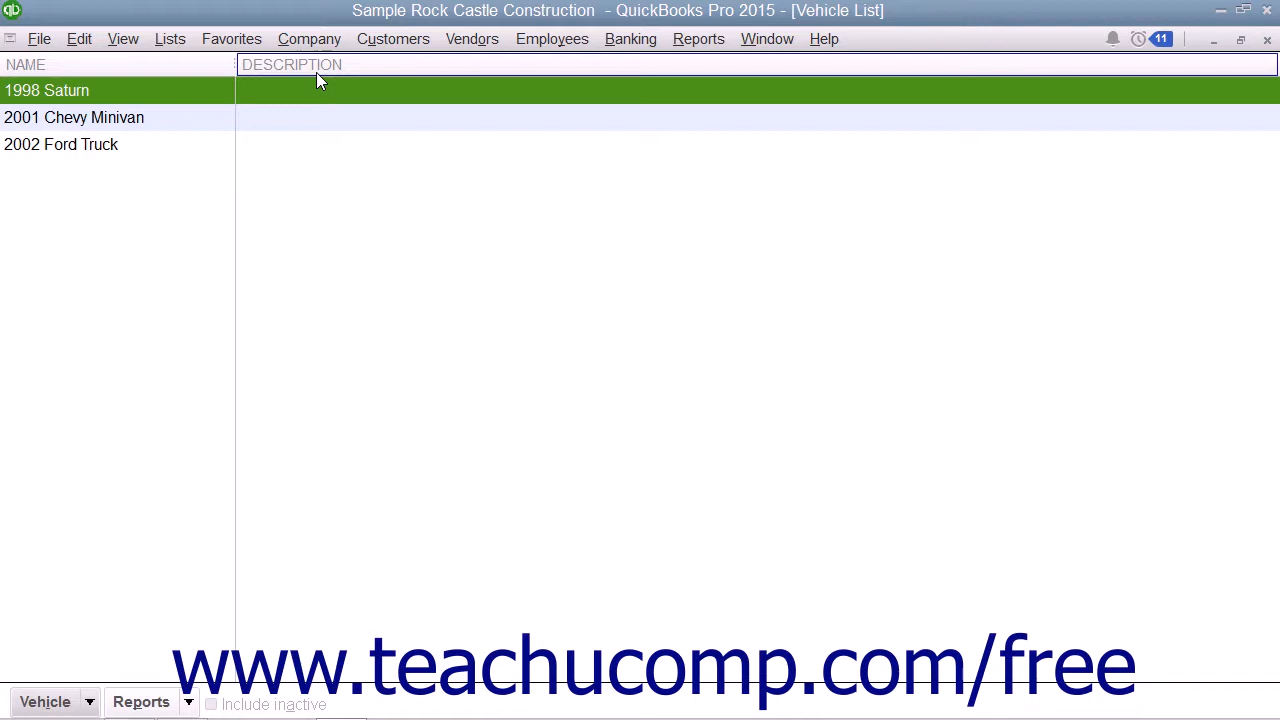 Sample Rock Castle Construction - QuickBooks Pro 2015 - [Vehicle List]
File Edit View Lists Favorites Company Customers Vendors Employees Banking Reports Window Help 11
NAME DESCRIPTION
1998 Saturn
2001 Chevy Minivan
2002 Ford Truck
www.teachucomp.com/free
Vehicle Reports Include inactive